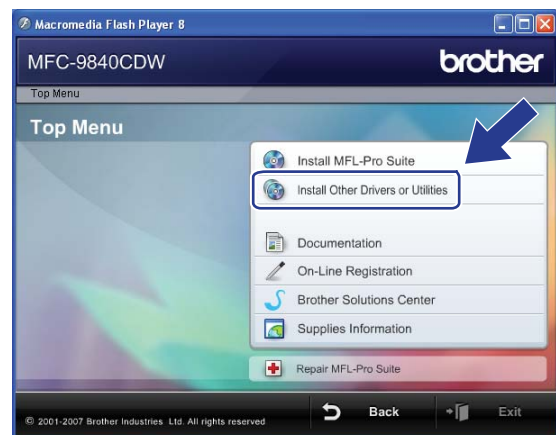 Macromedia Flash Player 8
MFC-9840CDW
brother
Top Menu
Top Menu
Install MFL-Pro Suite
Install Other Drivers or Utilities
Documentation
On-Line Registration
Brother Solutions Center
Supplies Information
Repair MFL-Pro Suite
© 2001-2007 Brother Industries Ltd. All rights reserved
Back
Exit